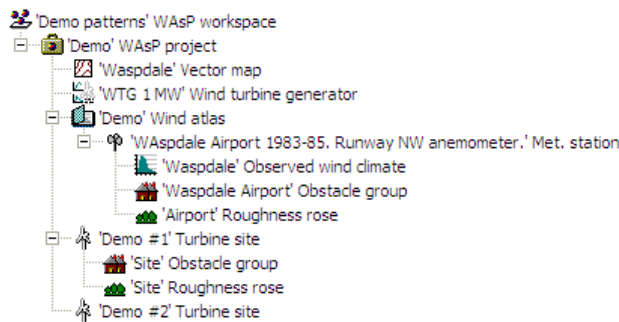 'Demo patterns' WAsP workspace
'Demo' WAsP project
'Waspdale' Vector map
'WTG 1 MW' Wind turbine generator
'Demo' Wind atlas
'WAspdale Airport 1983-85. Runway NW anemometer.' Met. station
'Waspdale' Observed wind climate
'Waspdale Airport' Obstacle group
'Airport' Roughness rose
'Demo #1' Turbine site
'Site' Obstacle group
'Site' Roughness rose
'Demo #2' Turbine site